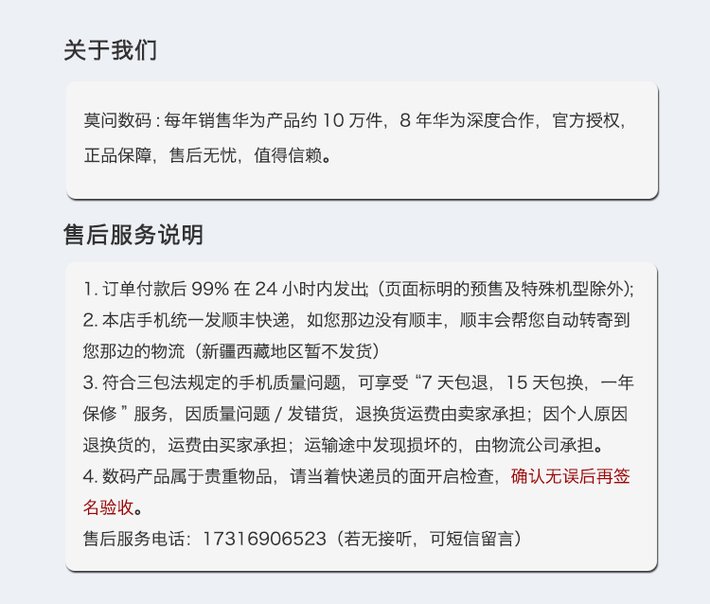 关于我们
莫问数码 : 每年销售华为产品约 10 万件，8 年华为深度合作，官方授权，
正品保障，售后无忧，值得信赖。
售后服务说明
1. 订单付款后 99% 在 24 小时内发出;（页面标明的预售及特殊机型除外);
2. 本店手机统一发顺丰快递，如您那边没有顺丰，顺丰会帮您自动转寄到
您那边的物流（新疆西藏地区暂不发货）
3. 符合三包法规定的手机质量问题，可享受 “7 天包退，15 天包换，一年
保修 ” 服务，因质量问题 / 发错货，退换货运费由卖家承担；因个人原因
退换货的，运费由买家承担；运输途中发现损坏的，由物流公司承担。
4. 数码产品属于贵重物品，请当着快递员的面开启检查，确认无误后再签
名验收。
售后服务电话：17316906523（若无接听，可短信留言）